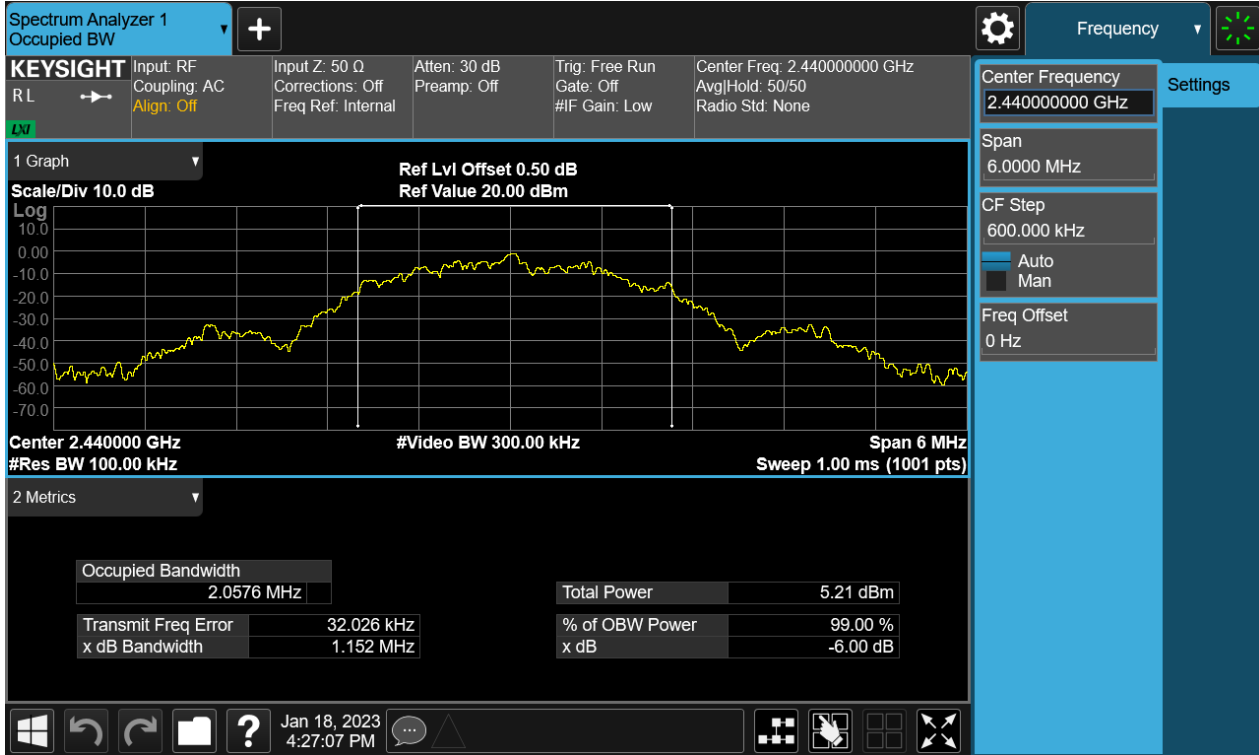 Spectrum Analyzer 1
Occupied BW
Frequency
KEYSIGHT
R L
LXI
Input: RF
Coupling: AC
Align: Off
Input Z: 50 Ω
Corrections: Off
Freq Ref: Internal
Atten: 30 dB
Preamp: Off
Trig: Free Run
Gate: Off
#IF Gain: Low
Center Freq: 2.440000000 GHz
Avg|Hold: 50/50
Radio Std: None
Center Frequency
2.440000000 GHz
Settings
Span
6.0000 MHz
CF Step
600.000 kHz
Auto
Man
Freq Offset
0 Hz
1 Graph
Ref Lvl Offset 0.50 dB
Scale/Div 10.0 dB
Ref Value 20.00 dBm
Log
10.0
0.00
-10.0
-20.0
-30.0
-40.0
-50.0
-60.0
-70.0
Center 2.440000 GHz
#Video BW 300.00 kHz
Span 6 MHz
#Res BW 100.00 kHz
Sweep 1.00 ms (1001 pts)
2 Metrics
Occupied Bandwidth
2.0576 MHz
Total Power 5.21 dBm
Transmit Freq Error 32.026 kHz
% of OBW Power 99.00 %
x dB Bandwidth 1.152 MHz
x dB -6.00 dB
?
Jan 18, 2023
4:27:07 PM